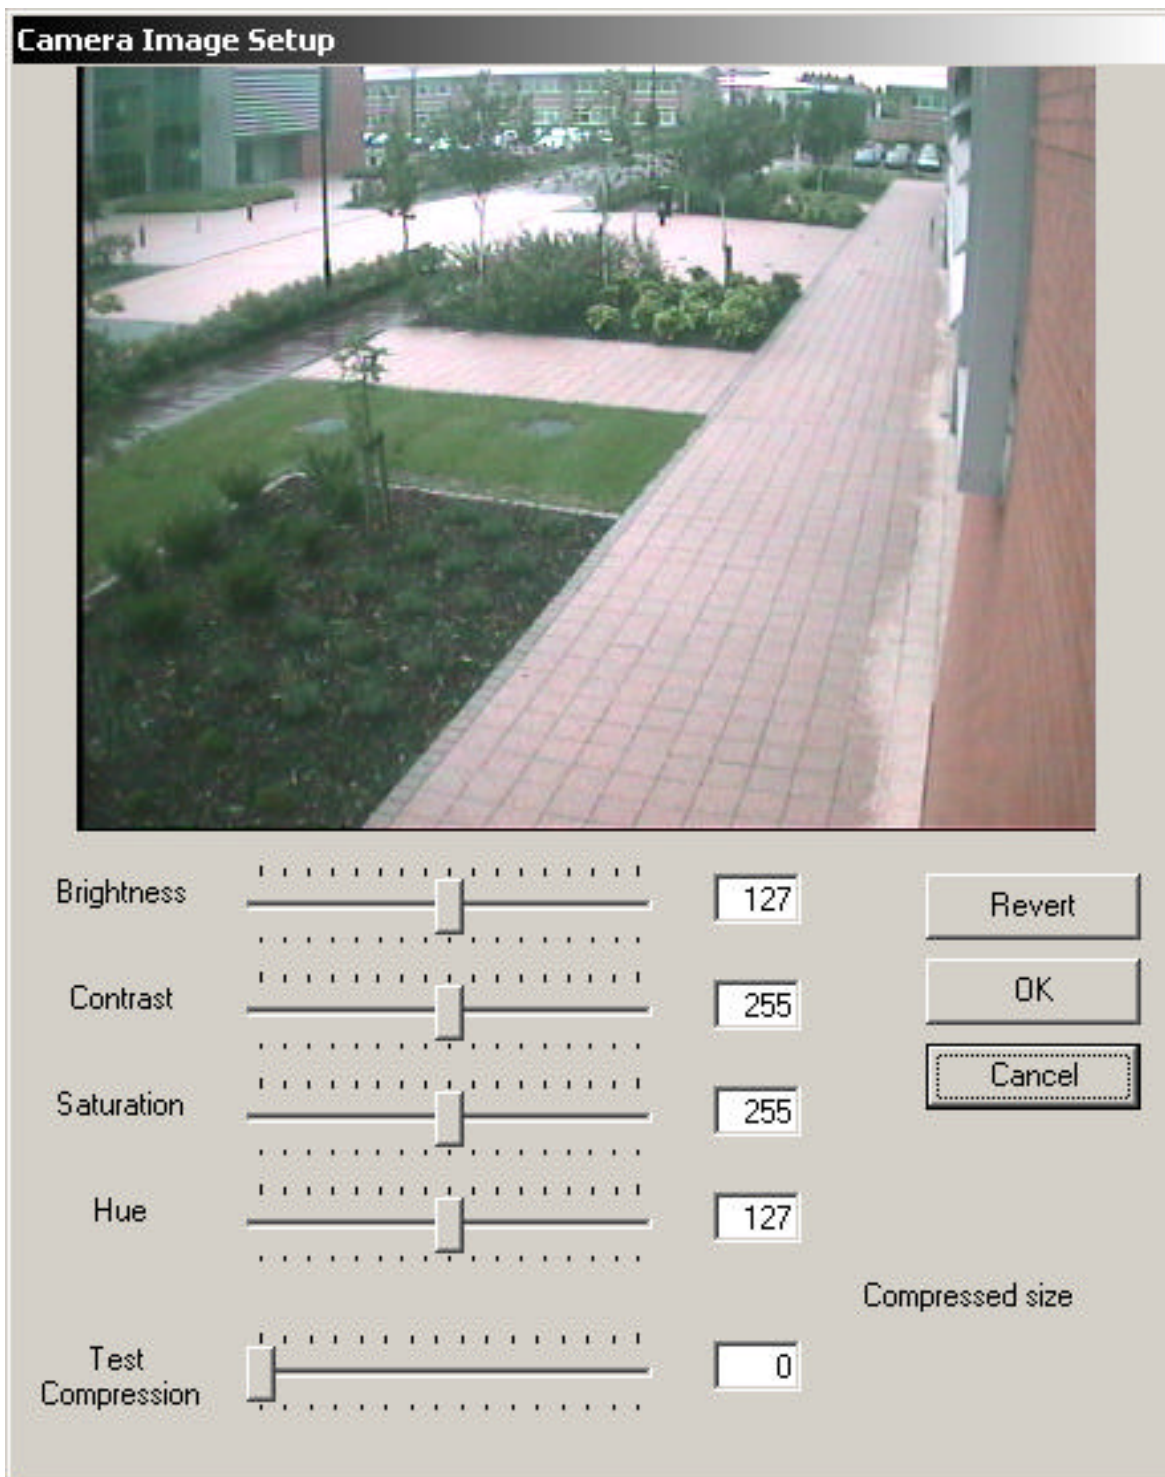 Camera Image Setup
Brightness
127
Revert
Contrast
255
OK
Saturation
255
Cancel
Hue
127
Compressed size
Test
Compression
0